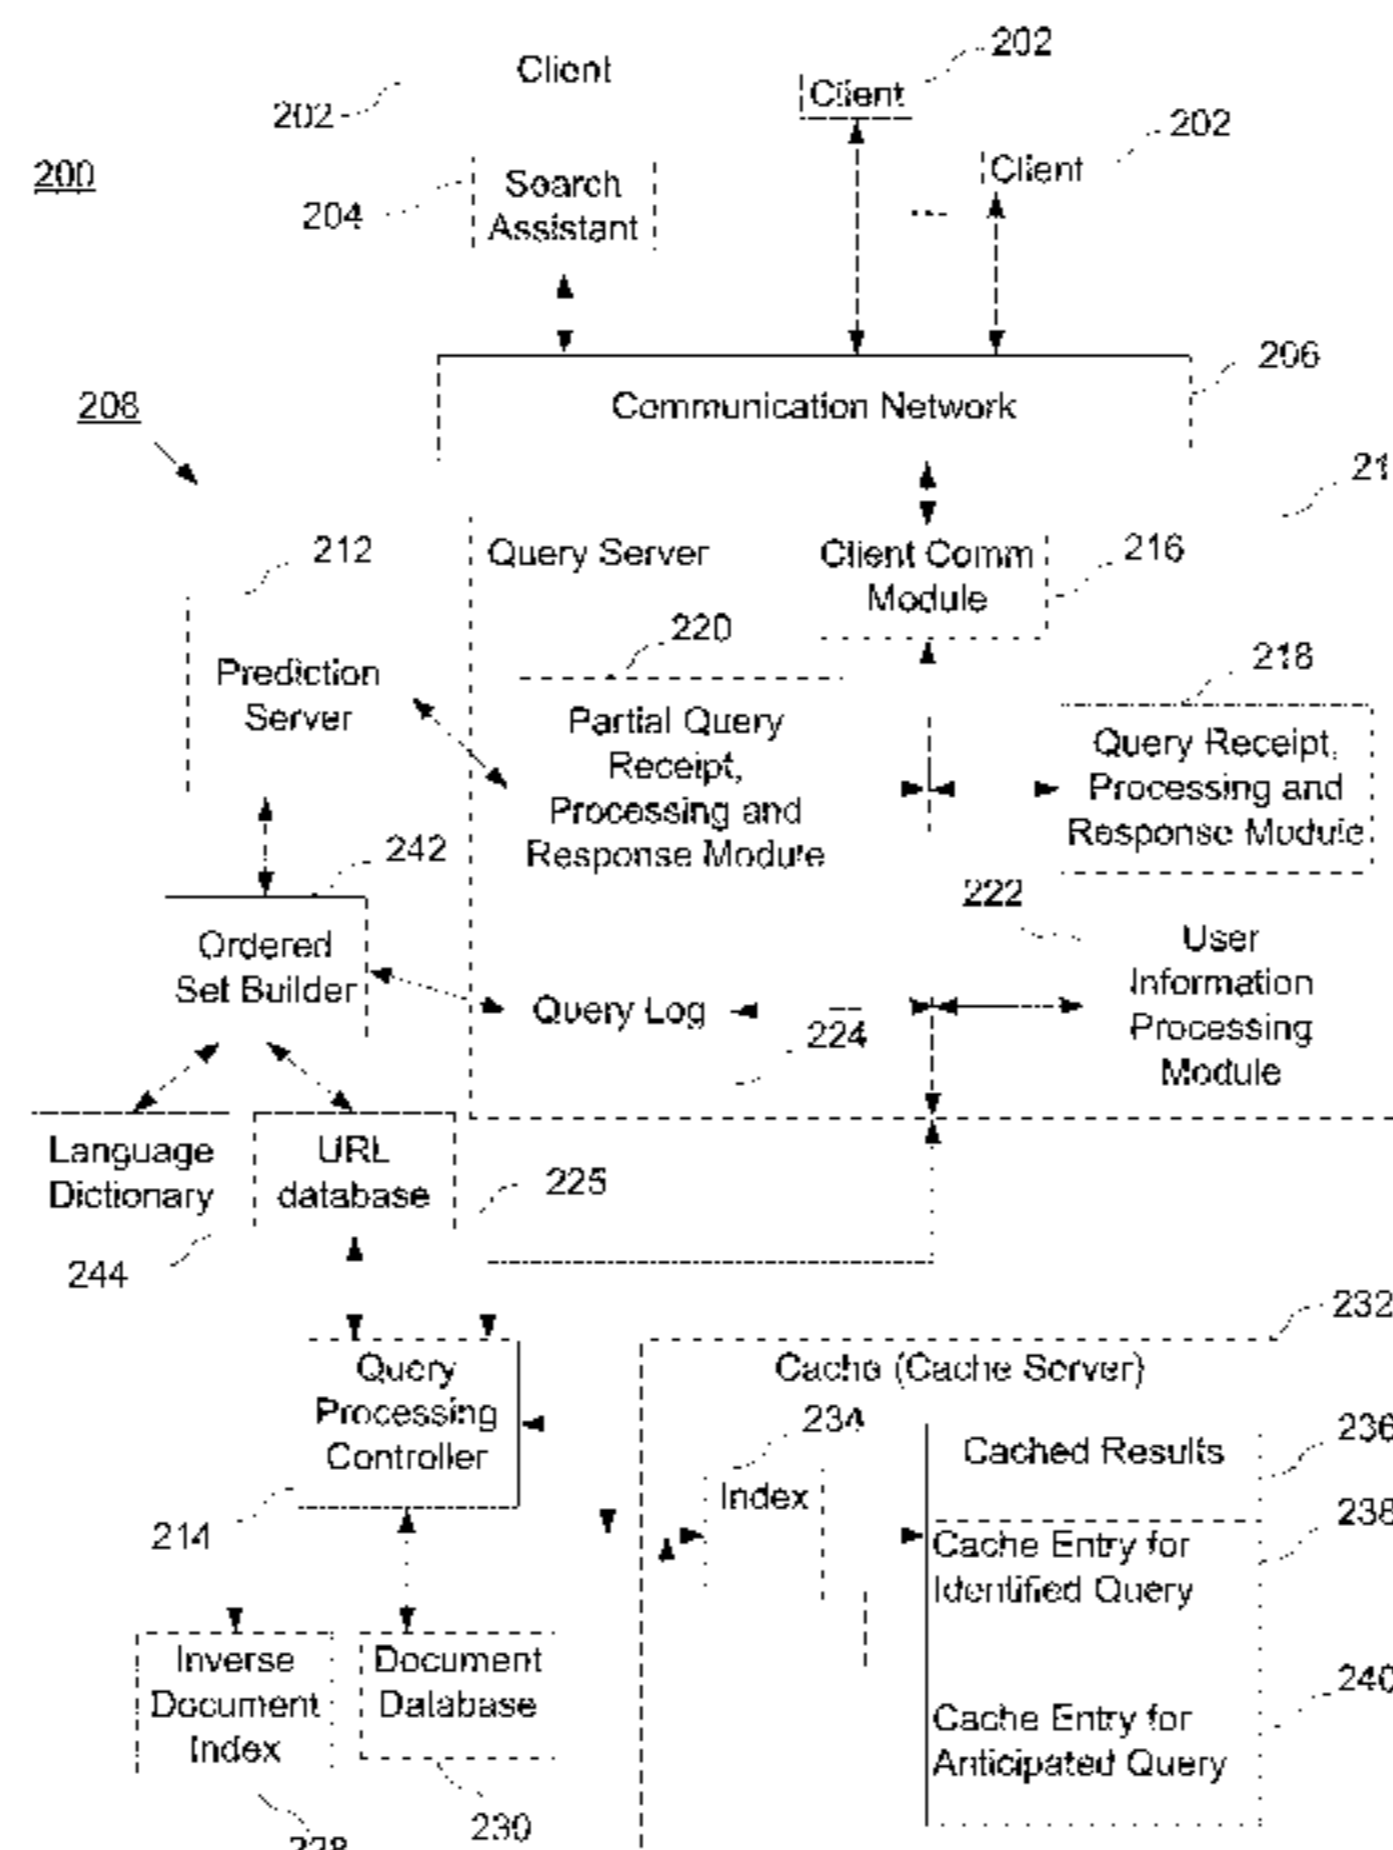 202
Client
202
Client
202
Client
200
204
Search
Assistant
...
206
Communication Network
208
21
212
Query Server
Client Comm
Module
216
220
218
Prediction
Server
Partial Query
Receipt,
Processing and
Response Module
Query Receipt,
Processing and
Response Module
242
222
Ordered
Set Builder
Query Log
224
User
Information
Processing
Module
Language
Dictionary
URL
database
225
244
232
Query
Processing
Controller
Cache (Cache Server)
234
236
Cached Results
Index
238
214
Cache Entry for
Identified Query
Inverse
Document
Index
Document
Database
240
Cache Entry for
Anticipated Query
230